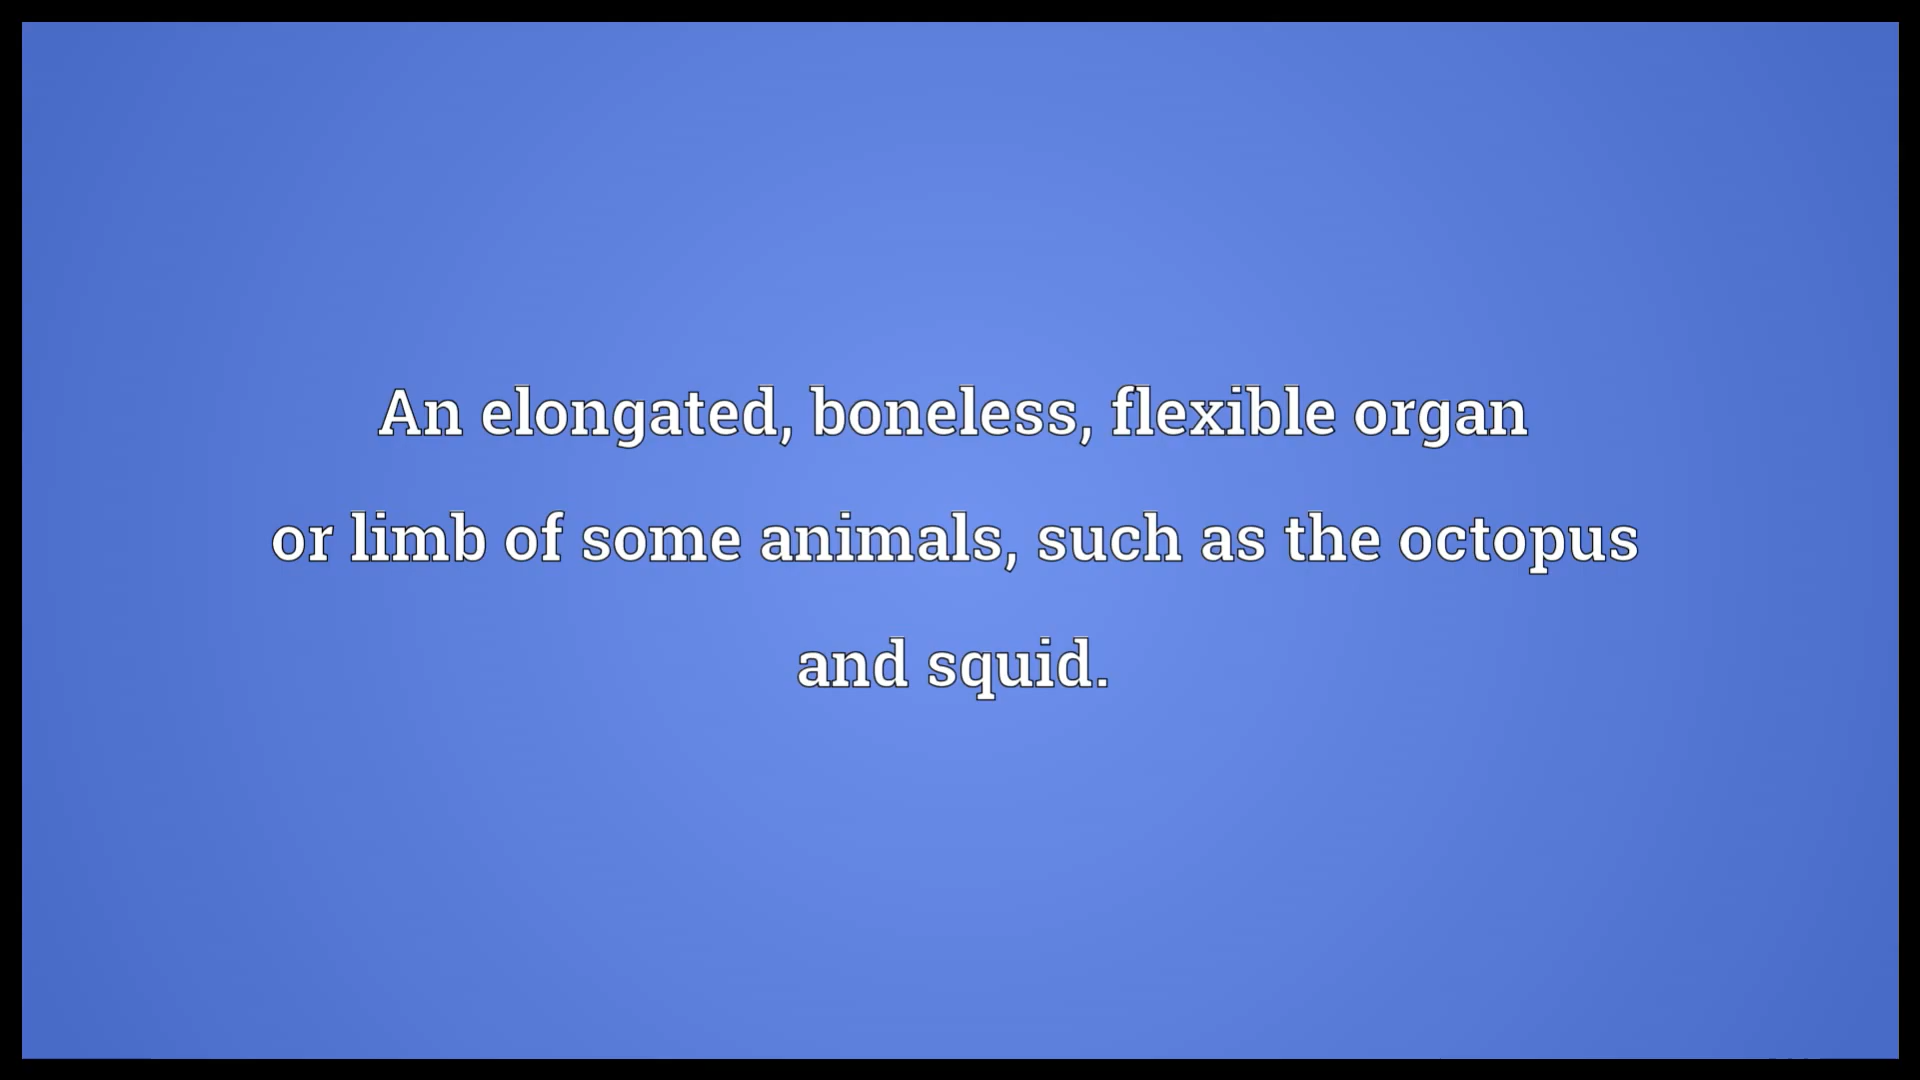 An elongated, boneless, flexible organ
or limb of some animals, such as the octopus
and squid.